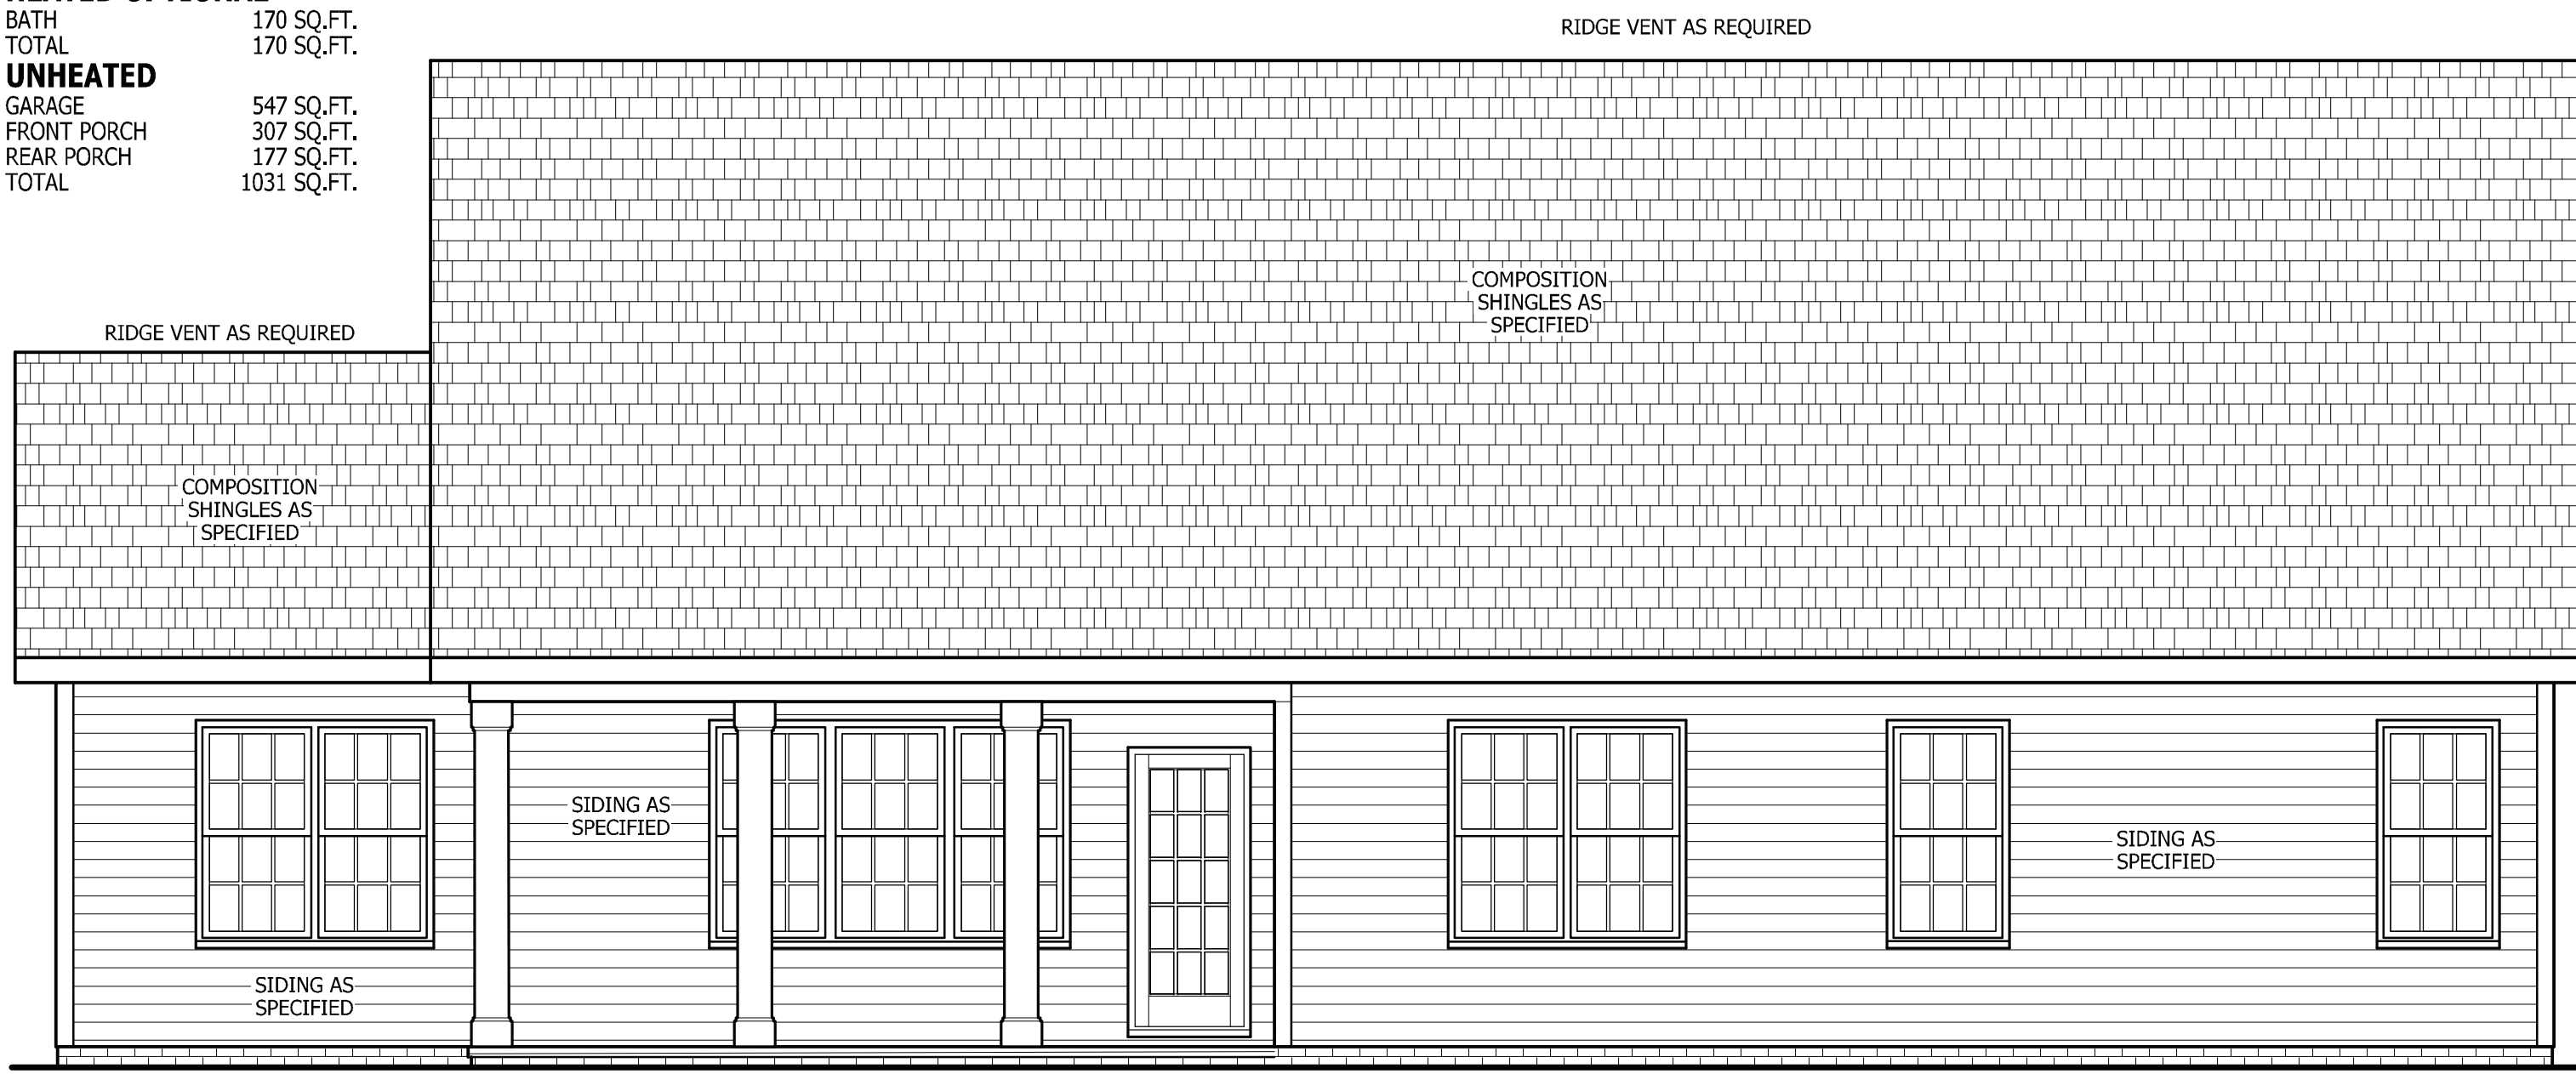 BATH 170 SQ.FT.
TOTAL 170 SQ.FT.
UNHEATED
GARAGE 547 SQ.FT.
FRONT PORCH 307 SQ.FT.
REAR PORCH 177 SQ.FT.
TOTAL 1031 SQ.FT.
RIDGE VENT AS REQUIRED
COMPOSITION
SHINGLES AS
SPECIFIED
RIDGE VENT AS REQUIRED
COMPOSITION
SHINGLES AS
SPECIFIED
SIDING AS
SPECIFIED
SIDING AS
SPECIFIED
SIDING AS
SPECIFIED